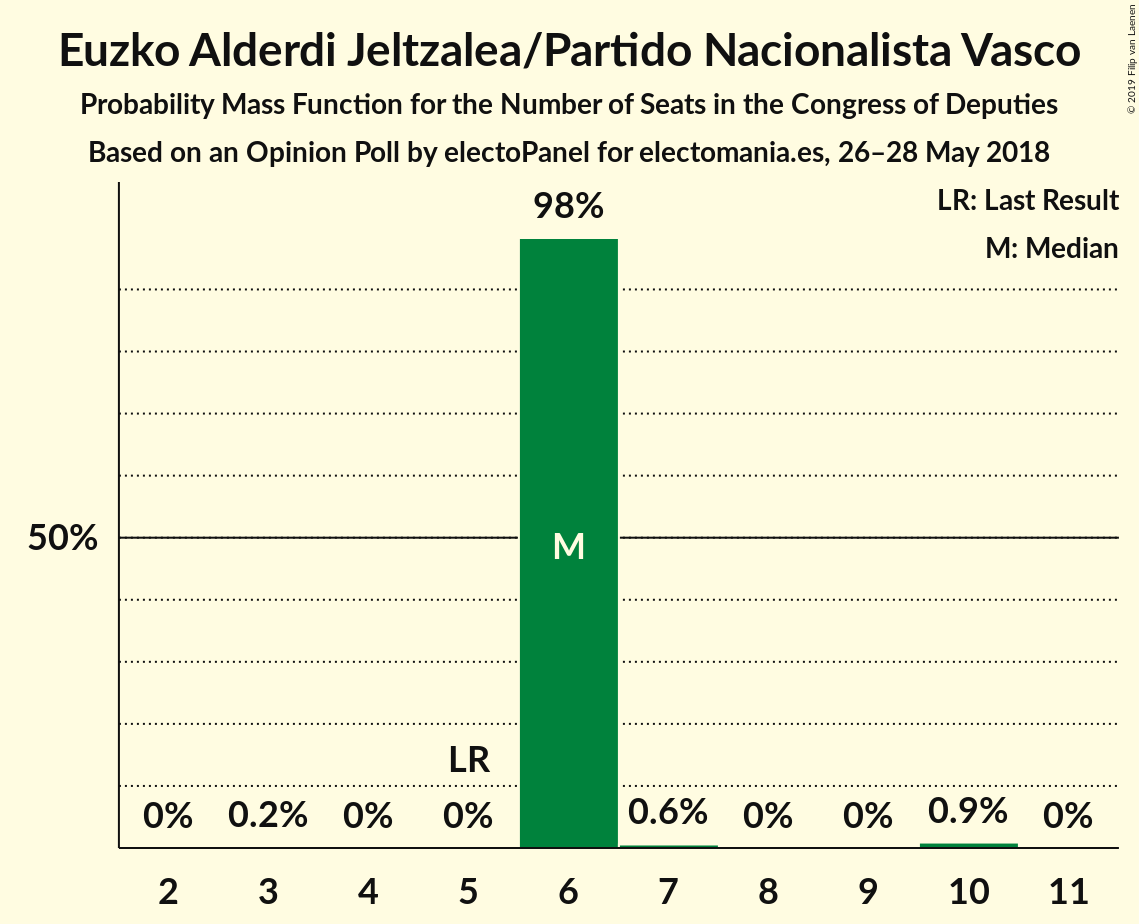 Euzko Alderdi Jeltzalea/Partido Nacionalista Vasco
Probability Mass Function for the Number of Seats in the Congress of Deputies
Based on an Opinion Poll by electoPanel for electomania.es, 26–28 May 2018
© 2019 Filip van Laenen
LR: Last Result
M: Median
98%
50%
M
LR
0% 0.2% 0% 0% 0.6% 0% 0% 0.9% 0%
2 3 4 5 6 7 8 9 10 11